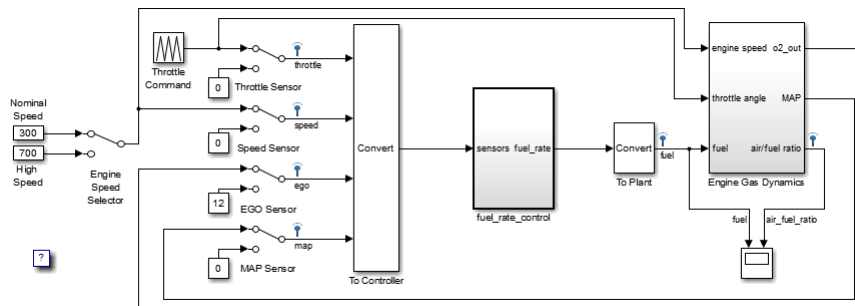 Throttle
Command
0
Throttle Sensor
throttle
Nominal
Speed
300
700
High
Speed
Engine
Speed
Selector
0
Speed Sensor
speed
12
EGO Sensor
ego
0
MAP Sensor
map
Convert
To Controller
sensors fuel_rate
fuel_rate_control
Convert
To Plant
fuel
engine speed o2_out
throttle angle MAP
fuel air/fuel ratio
Engine Gas Dynamics
fuel
air_fuel_ratio
?